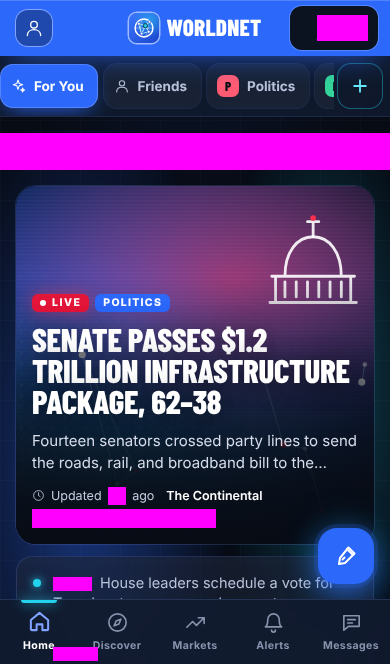 WORLDNET
For You
Friends
P Politics
LIVE
POLITICS
SENATE PASSES $1.2
TRILLION INFRASTRUCTURE
PACKAGE, 62–38
Fourteen senators crossed party lines to send
the roads, rail, and broadband bill to the...
Updated ago The Continental
House leaders schedule a vote for
Home
Discover
Markets
Alerts
Messages